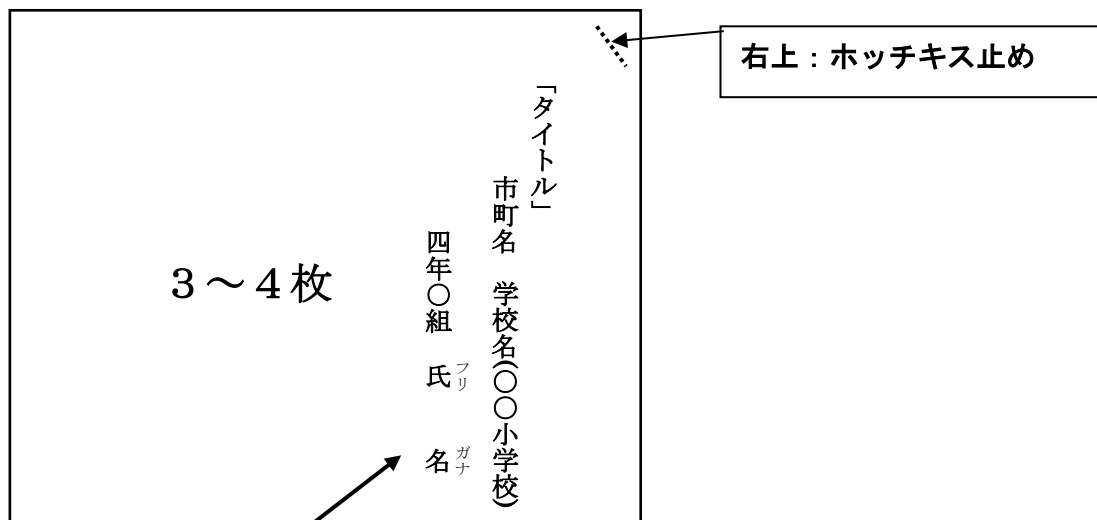 右上：ホッチキス止め
「タイトル」
市町名　学校名(〇〇小学校)
四年〇組　氏　名
フリ　ガナ
３～４枚